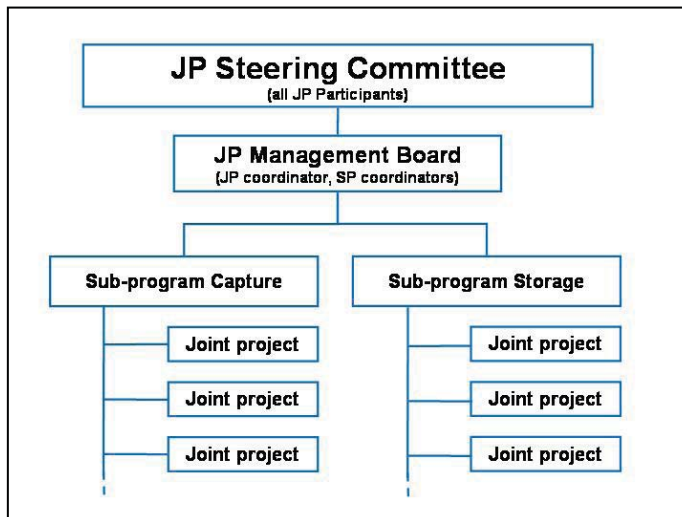 JP Steering Committee
(all JP Participants)
JP Management Board
(JP coordinator, SP coordinators)
Sub-program Capture
Sub-program Storage
Joint project
Joint project
Joint project
Joint project
Joint project
Joint project